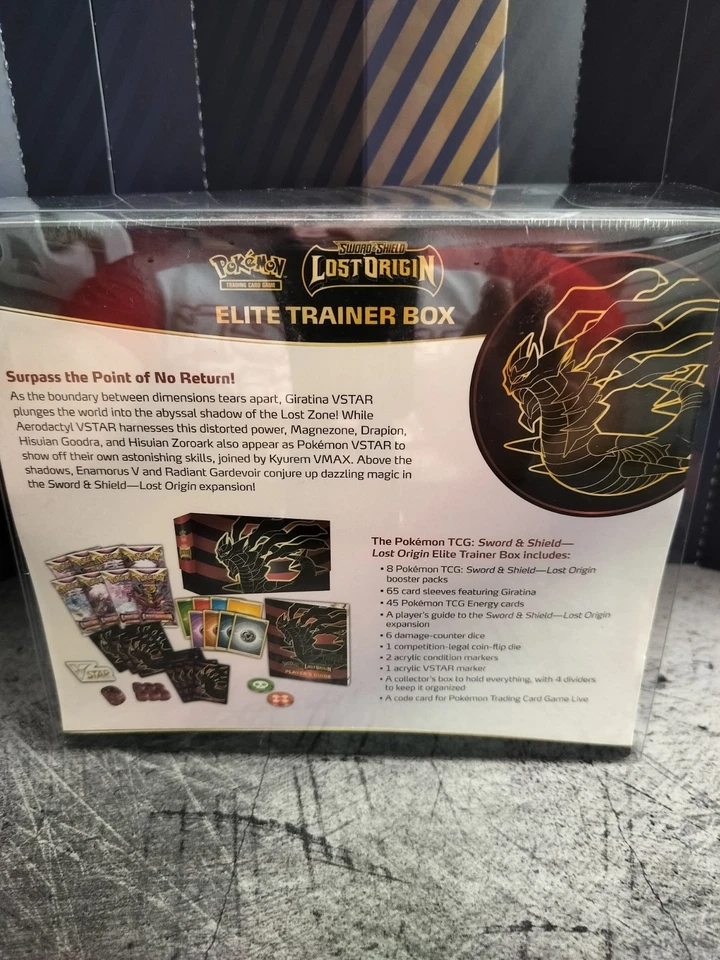 Pokémon
TRADING CARD GAME
SWORD & SHIELD
LOST ORIGIN
ELITE TRAINER BOX
Surpass the Point of No Return!
As the boundary between dimensions tears apart, Giratina VSTAR
plunges the world into the abyssal shadow of the Lost Zone! While
Aerodactyl VSTAR harnesses this distorted power, Magnezone, Drapion,
Hisuian Goodra, and Hisuian Zoroark also appear as Pokémon VSTAR to
show off their own astonishing skills, joined by Kyurem VMAX. Above the
shadows, Enamorus V and Radiant Gardevoir conjure up dazzling magic in
the Sword & Shield—Lost Origin expansion!
The Pokémon TCG: Sword & Shield—
Lost Origin Elite Trainer Box includes:
• 8 Pokémon TCG: Sword & Shield—Lost Origin
booster packs
• 65 card sleeves featuring Giratina
• 45 Pokémon TCG Energy cards
• A player's guide to the Sword & Shield—Lost Origin
expansion
• 6 damage-counter dice
• 1 competition-legal coin-flip die
• 2 acrylic condition markers
• 1 acrylic VSTAR marker
• A collector's box to hold everything, with 4 dividers
to keep it organized
• A code card for Pokémon Trading Card Game Live
LOST ORIGIN
PLAYER'S GUIDE
VSTAR